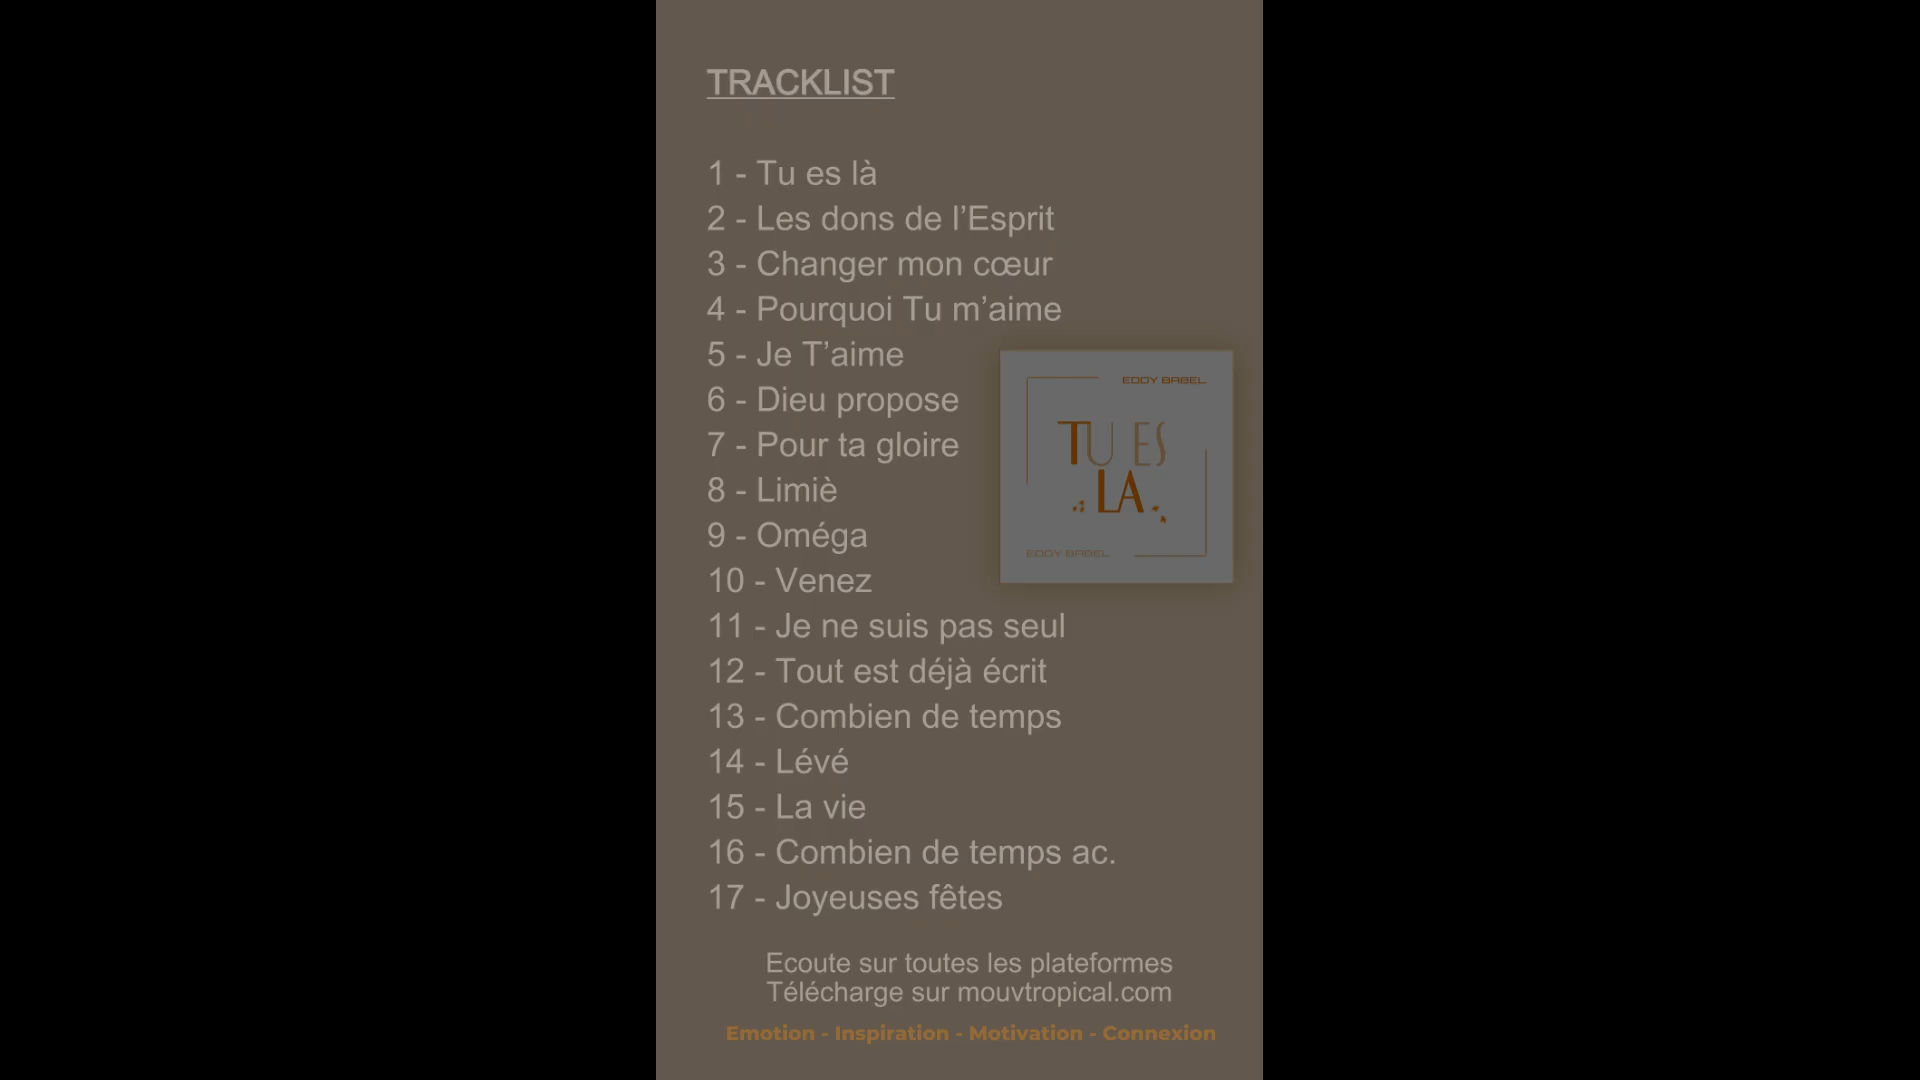 TRACKLIST
1 - Tu es là
2 - Les dons de l’Esprit
3 - Changer mon cœur
4 - Pourquoi Tu m’aime
5 - Je T’aime
6 - Dieu propose
7 - Pour ta gloire
8 - Limiè
9 - Oméga
10 - Venez
11 - Je ne suis pas seul
12 - Tout est déjà écrit
13 - Combien de temps
14 - Lévé
15 - La vie
16 - Combien de temps ac.
17 - Joyeuses fêtes
EDDY BABEL
TU ES
LA
EDDY BABEL
Ecoute sur toutes les plateformes
Télécharge sur mouvtropical.com
Emotion - Inspiration - Motivation - Connexion